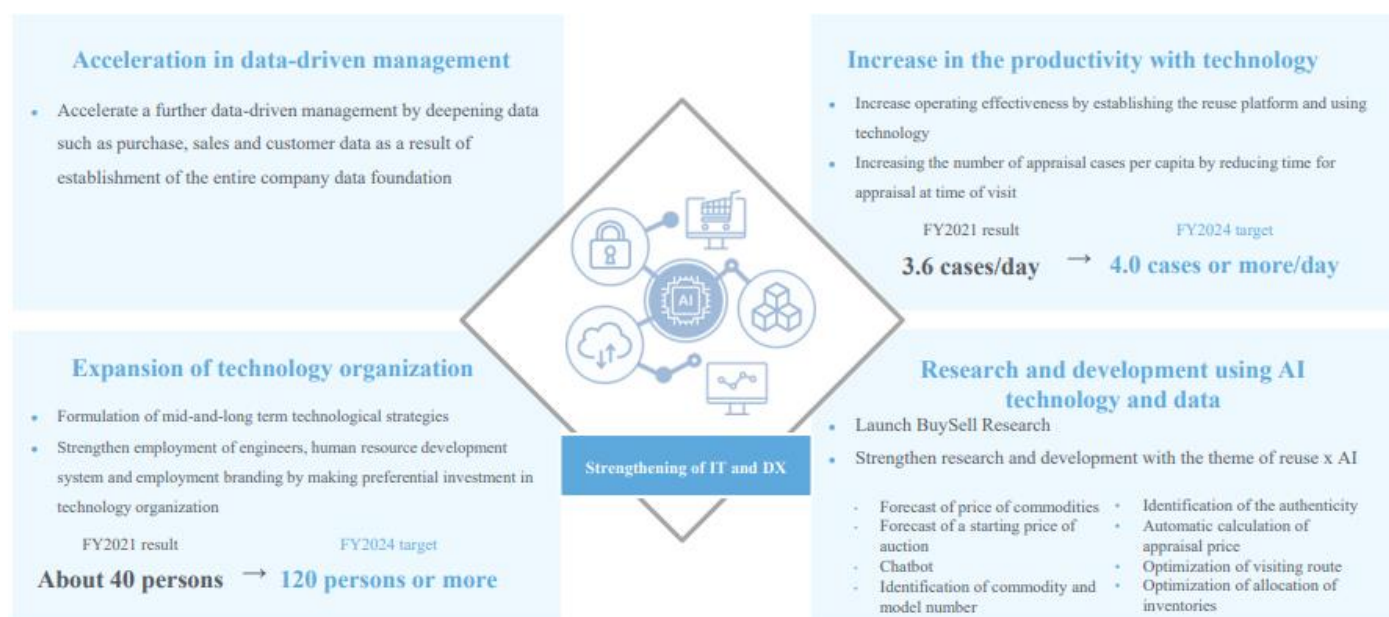 Acceleration in data-driven management
• Accelerate a further data-driven management by deepening data
such as purchase, sales and customer data as a result of
establishment of the entire company data foundation
Increase in the productivity with technology
• Increase operating effectiveness by establishing the reuse platform and using
technology
• Increasing the number of appraisal cases per capita by reducing time for
appraisal at time of visit
FY2021 result
FY2024 target
3.6 cases/day → 4.0 cases or more/day
AI
Strengthening of IT and DX
Expansion of technology organization
• Formulation of mid-and-long term technological strategies
• Strengthen employment of engineers, human resource development
system and employment branding by making preferential investment in
technology organization
FY2021 result
FY2024 target
About 40 persons → 120 persons or more
Research and development using AI
technology and data
• Launch BuySell Research
• Strengthen research and development with the theme of reuse x AI
- Forecast of price of commodities
- Forecast of a starting price of
auction
- Chatbot
- Identification of commodity and
model number
• Identification of the authenticity
• Automatic calculation of
appraisal price
• Optimization of visiting route
• Optimization of allocation of
inventories